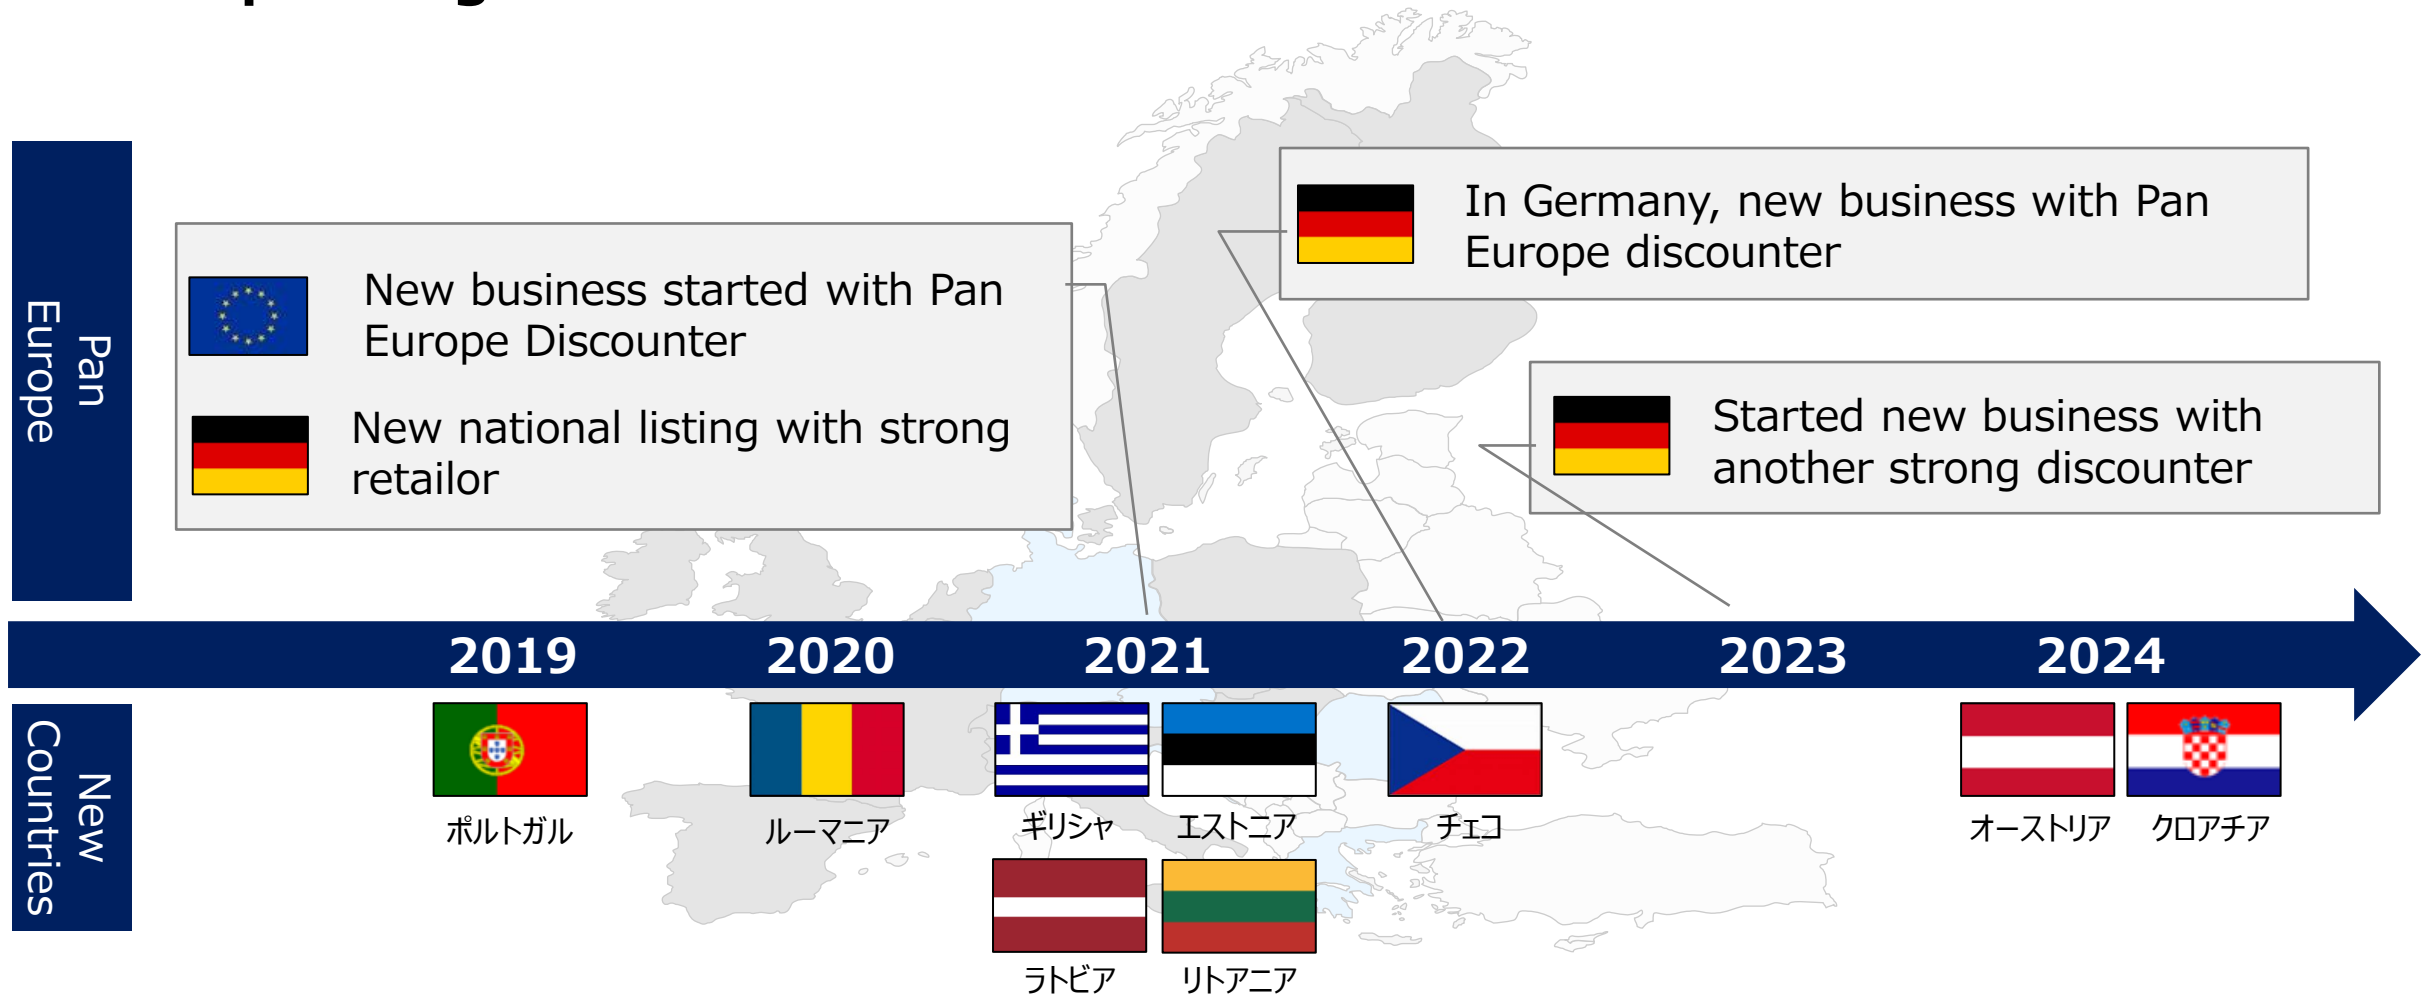 Pan
Europe
New business started with Pan
Europe Discounter
New national listing with strong
retailor
In Germany, new business with Pan
Europe discounter
Started new business with
another strong discounter
2019
2020
2021
2022
2023
2024
New
Countries
ポルトガル
ルーマニア
ギリシャ
エストニア
チェコ
オーストリア
クロアチア
ラトビア
リトアニア